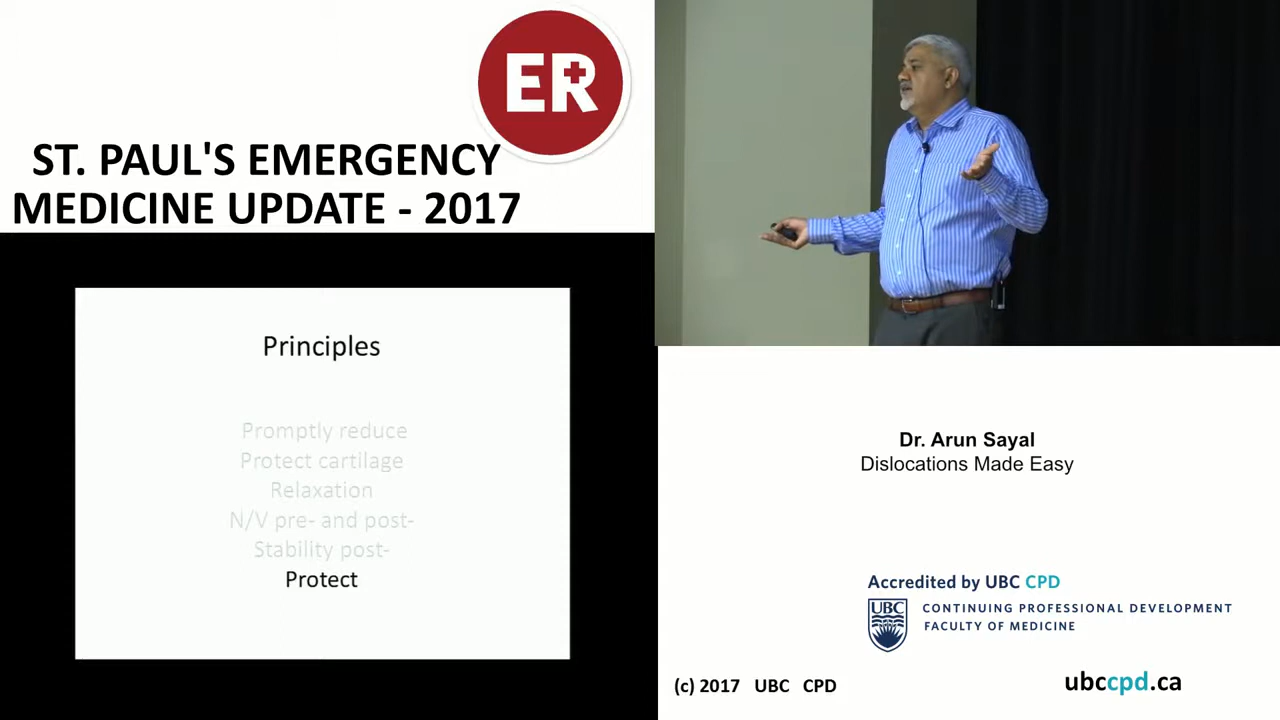 ER
ST. PAUL'S EMERGENCY
MEDICINE UPDATE - 2017
Principles
Promptly reduce
Protect cartilage
Relaxation
N/V pre- and post-
Stability post-
Protect
Dr. Arun Sayal
Dislocations Made Easy
Accredited by UBC CPD
UBC
CONTINUING PROFESSIONAL DEVELOPMENT
FACULTY OF MEDICINE
(c) 2017 UBC CPD
ubccpd.ca